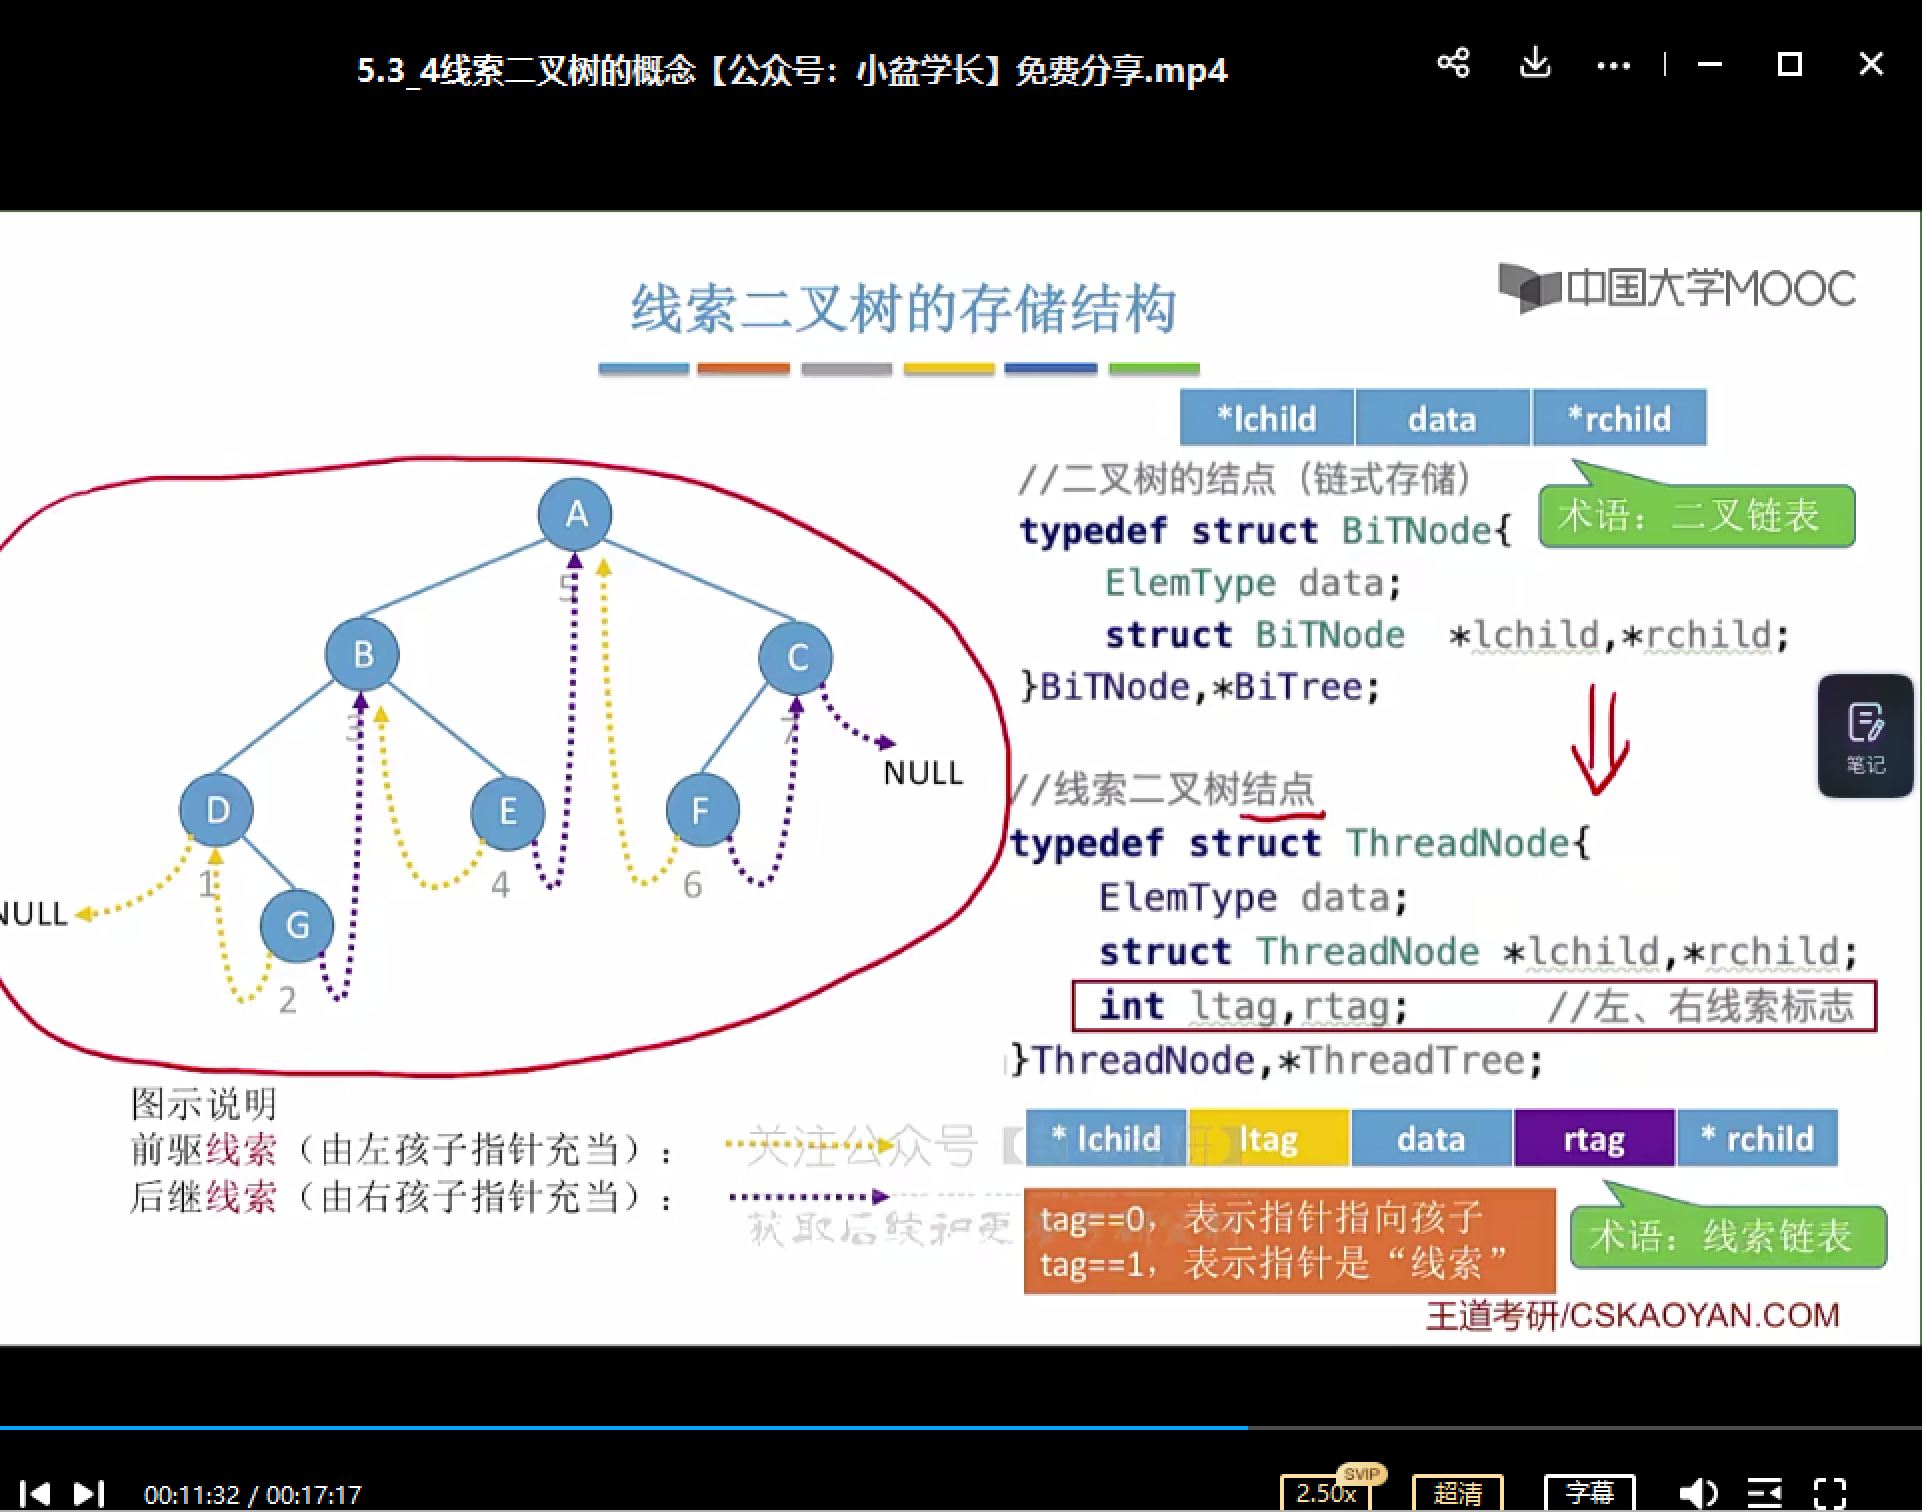 5.3_4线索二叉树的概念【公众号：小盆学长】免费分享.mp4
线索二叉树的存储结构
中国大学MOOC
*lchild data *rchild
//二叉树的结点（链式存储）
术语：二叉链表
typedef struct BiTNode{
ElemType data;
struct BiTNode *lchild,*rchild;
}BiTNode,*BiTree;
A
5
B
C
3
7
NULL
D
E
F
1
4
6
NULL
G
2
笔记
//线索二叉树结点
typedef struct ThreadNode{
ElemType data;
struct ThreadNode *lchild,*rchild;
int ltag,rtag; //左、右线索标志
}ThreadNode,*ThreadTree;
图示说明
前驱线索（由左孩子指针充当）：
后继线索（由右孩子指针充当）：
关注公众号
获取后续和更
* lchild ltag data rtag * rchild
tag==0，表示指针指向孩子
tag==1，表示指针是“线索”
术语：线索链表
王道考研/CSKAOYAN.COM
00:11:32 / 00:17:17
SVIP
2.50x 超清 字幕